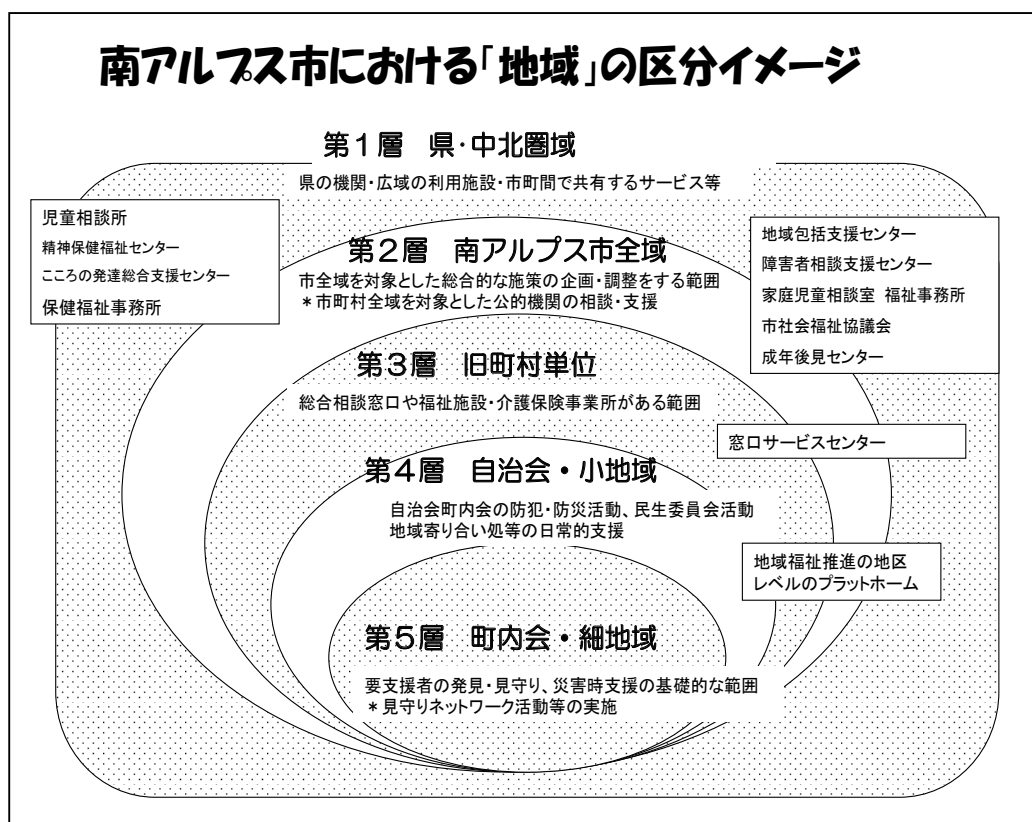 南アルプス市における「地域」の区分イメージ
第1層 県・中北圏域
県の機関・広域の利用施設・市町間で共有するサービス等
児童相談所
精神保健福祉センター
こころの発達総合支援センター
保健福祉事務所
地域包括支援センター
障害者相談支援センター
家庭児童相談室 福祉事務所
市社会福祉協議会
成年後見センター
第2層 南アルプス市全域
市全域を対象とした総合的な施策の企画・調整をする範囲
＊市町村全域を対象とした公的機関の相談・支援
第3層 旧町村単位
総合相談窓口や福祉施設・介護保険事業所がある範囲
窓口サービスセンター
第4層 自治会・小地域
自治会町内会の防犯・防災活動、民生委員会活動
地域寄り合い処等の日常的支援
地域福祉推進の地区
レベルのプラットホーム
第5層 町内会・細地域
要支援者の発見・見守り、災害時支援の基礎的な範囲
＊見守りネットワーク活動等の実施